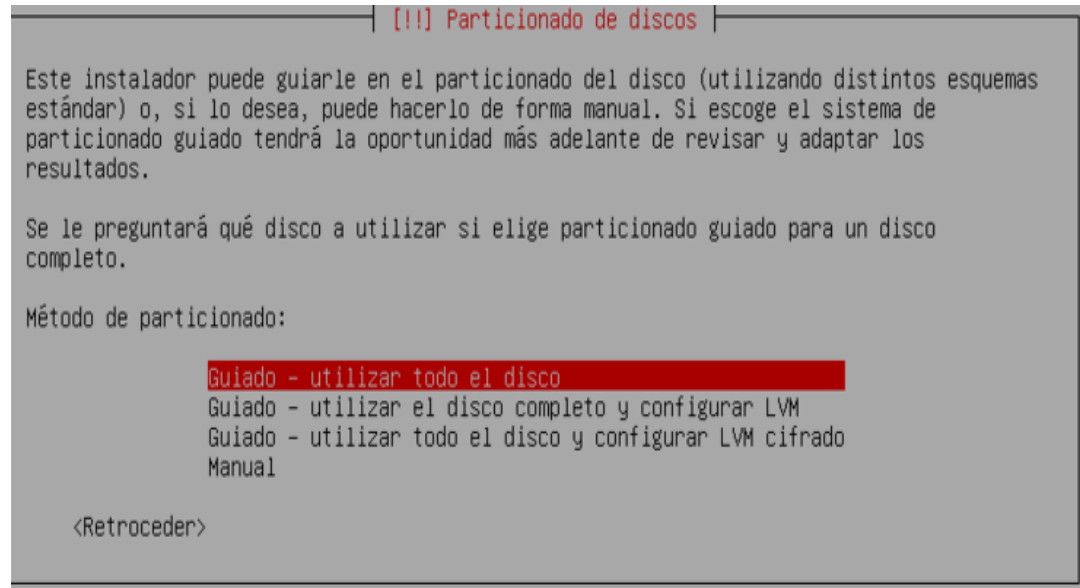 [!!] Particionado de discos
Este instalador puede guiarle en el particionado del disco (utilizando distintos esquemas
estándar) o, si lo desea, puede hacerlo de forma manual. Si escoge el sistema de
particionado guiado tendrá la oportunidad más adelante de revisar y adaptar los
resultados.
Se le preguntará qué disco a utilizar si elige particionado guiado para un disco
completo.
Método de particionado:
Guiado - utilizar todo el disco
Guiado - utilizar el disco completo y configurar LVM
Guiado - utilizar todo el disco y configurar LVM cifrado
Manual
<Retroceder>